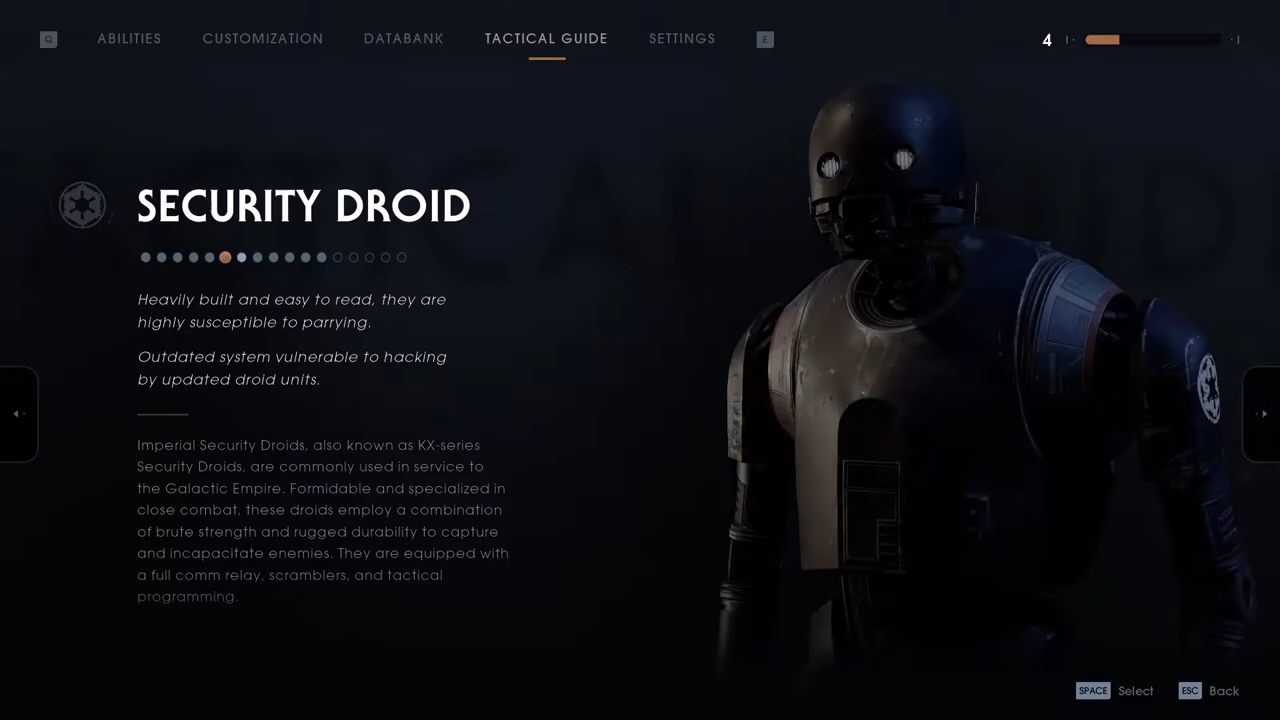 Q ABILITIES CUSTOMIZATION DATABANK TACTICAL GUIDE SETTINGS E 4
SECURITY DROID
Heavily built and easy to read, they are
highly susceptible to parrying.
Outdated system vulnerable to hacking
by updated droid units.
Imperial Security Droids, also known as KX-series
Security Droids, are commonly used in service to
the Galactic Empire. Formidable and specialized in
close combat, these droids employ a combination
of brute strength and rugged durability to capture
and incapacitate enemies. They are equipped with
a full comm relay, scramblers, and tactical
programming.
SPACE Select ESC Back